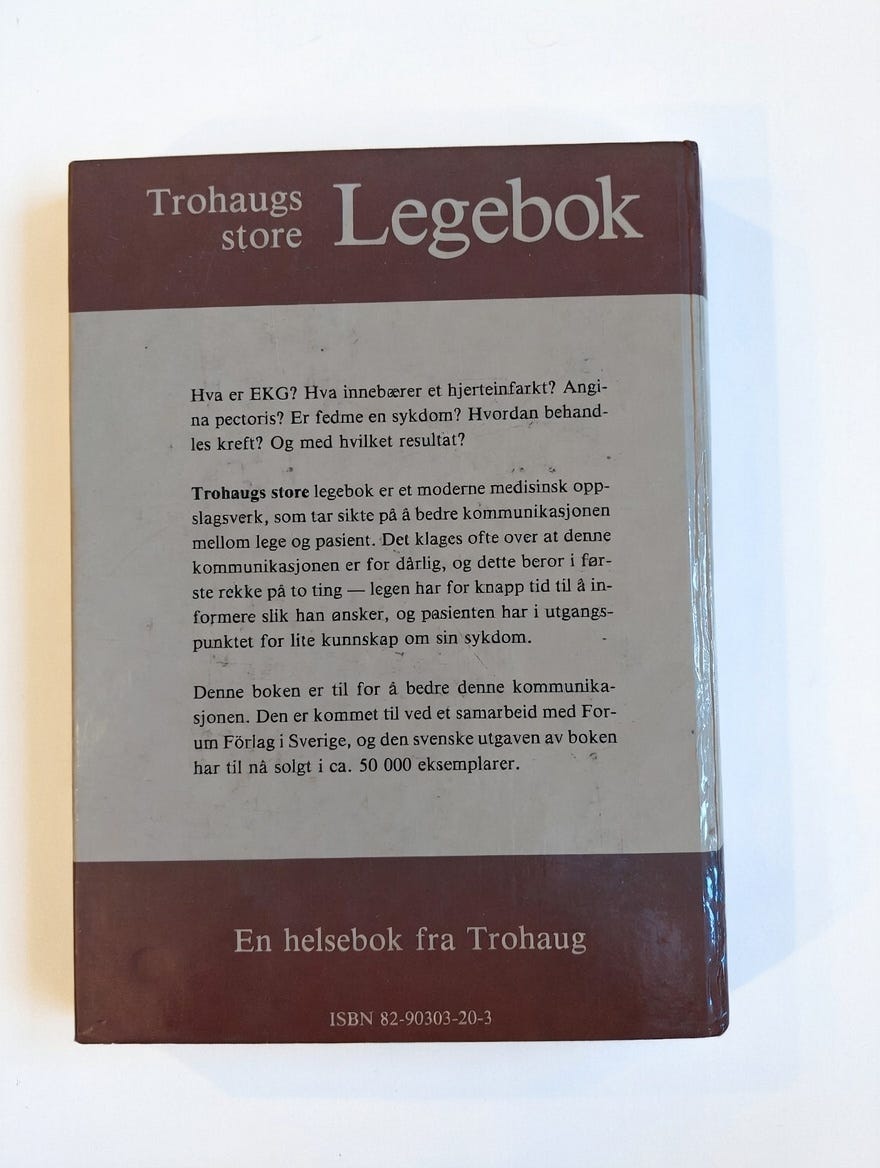 Trohaugs
store Legebok
Hva er EKG? Hva innebærer et hjerteinfarkt? Angi-
na pectoris? Er fedme en sykdom? Hvordan behand-
les kreft? Og med hvilket resultat?
Trohaugs store legebok er et moderne medisinsk opp-
slagsverk, som tar sikte på å bedre kommunikasjonen
mellom lege og pasient. Det klages ofte over at denne
kommunikasjonen er for dårlig, og dette beror i før-
ste rekke på to ting — legen har for knapp tid til å in-
formere slik han ønsker, og pasienten har i utgangs-
punktet for lite kunnskap om sin sykdom.
Denne boken er til for å bedre denne kommunika-
sjonen. Den er kommet til ved et samarbeid med For-
um Förlag i Sverige, og den svenske utgaven av boken
har til nå solgt i ca. 50 000 eksemplarer.
En helsebok fra Trohaug
ISBN 82-90303-20-3